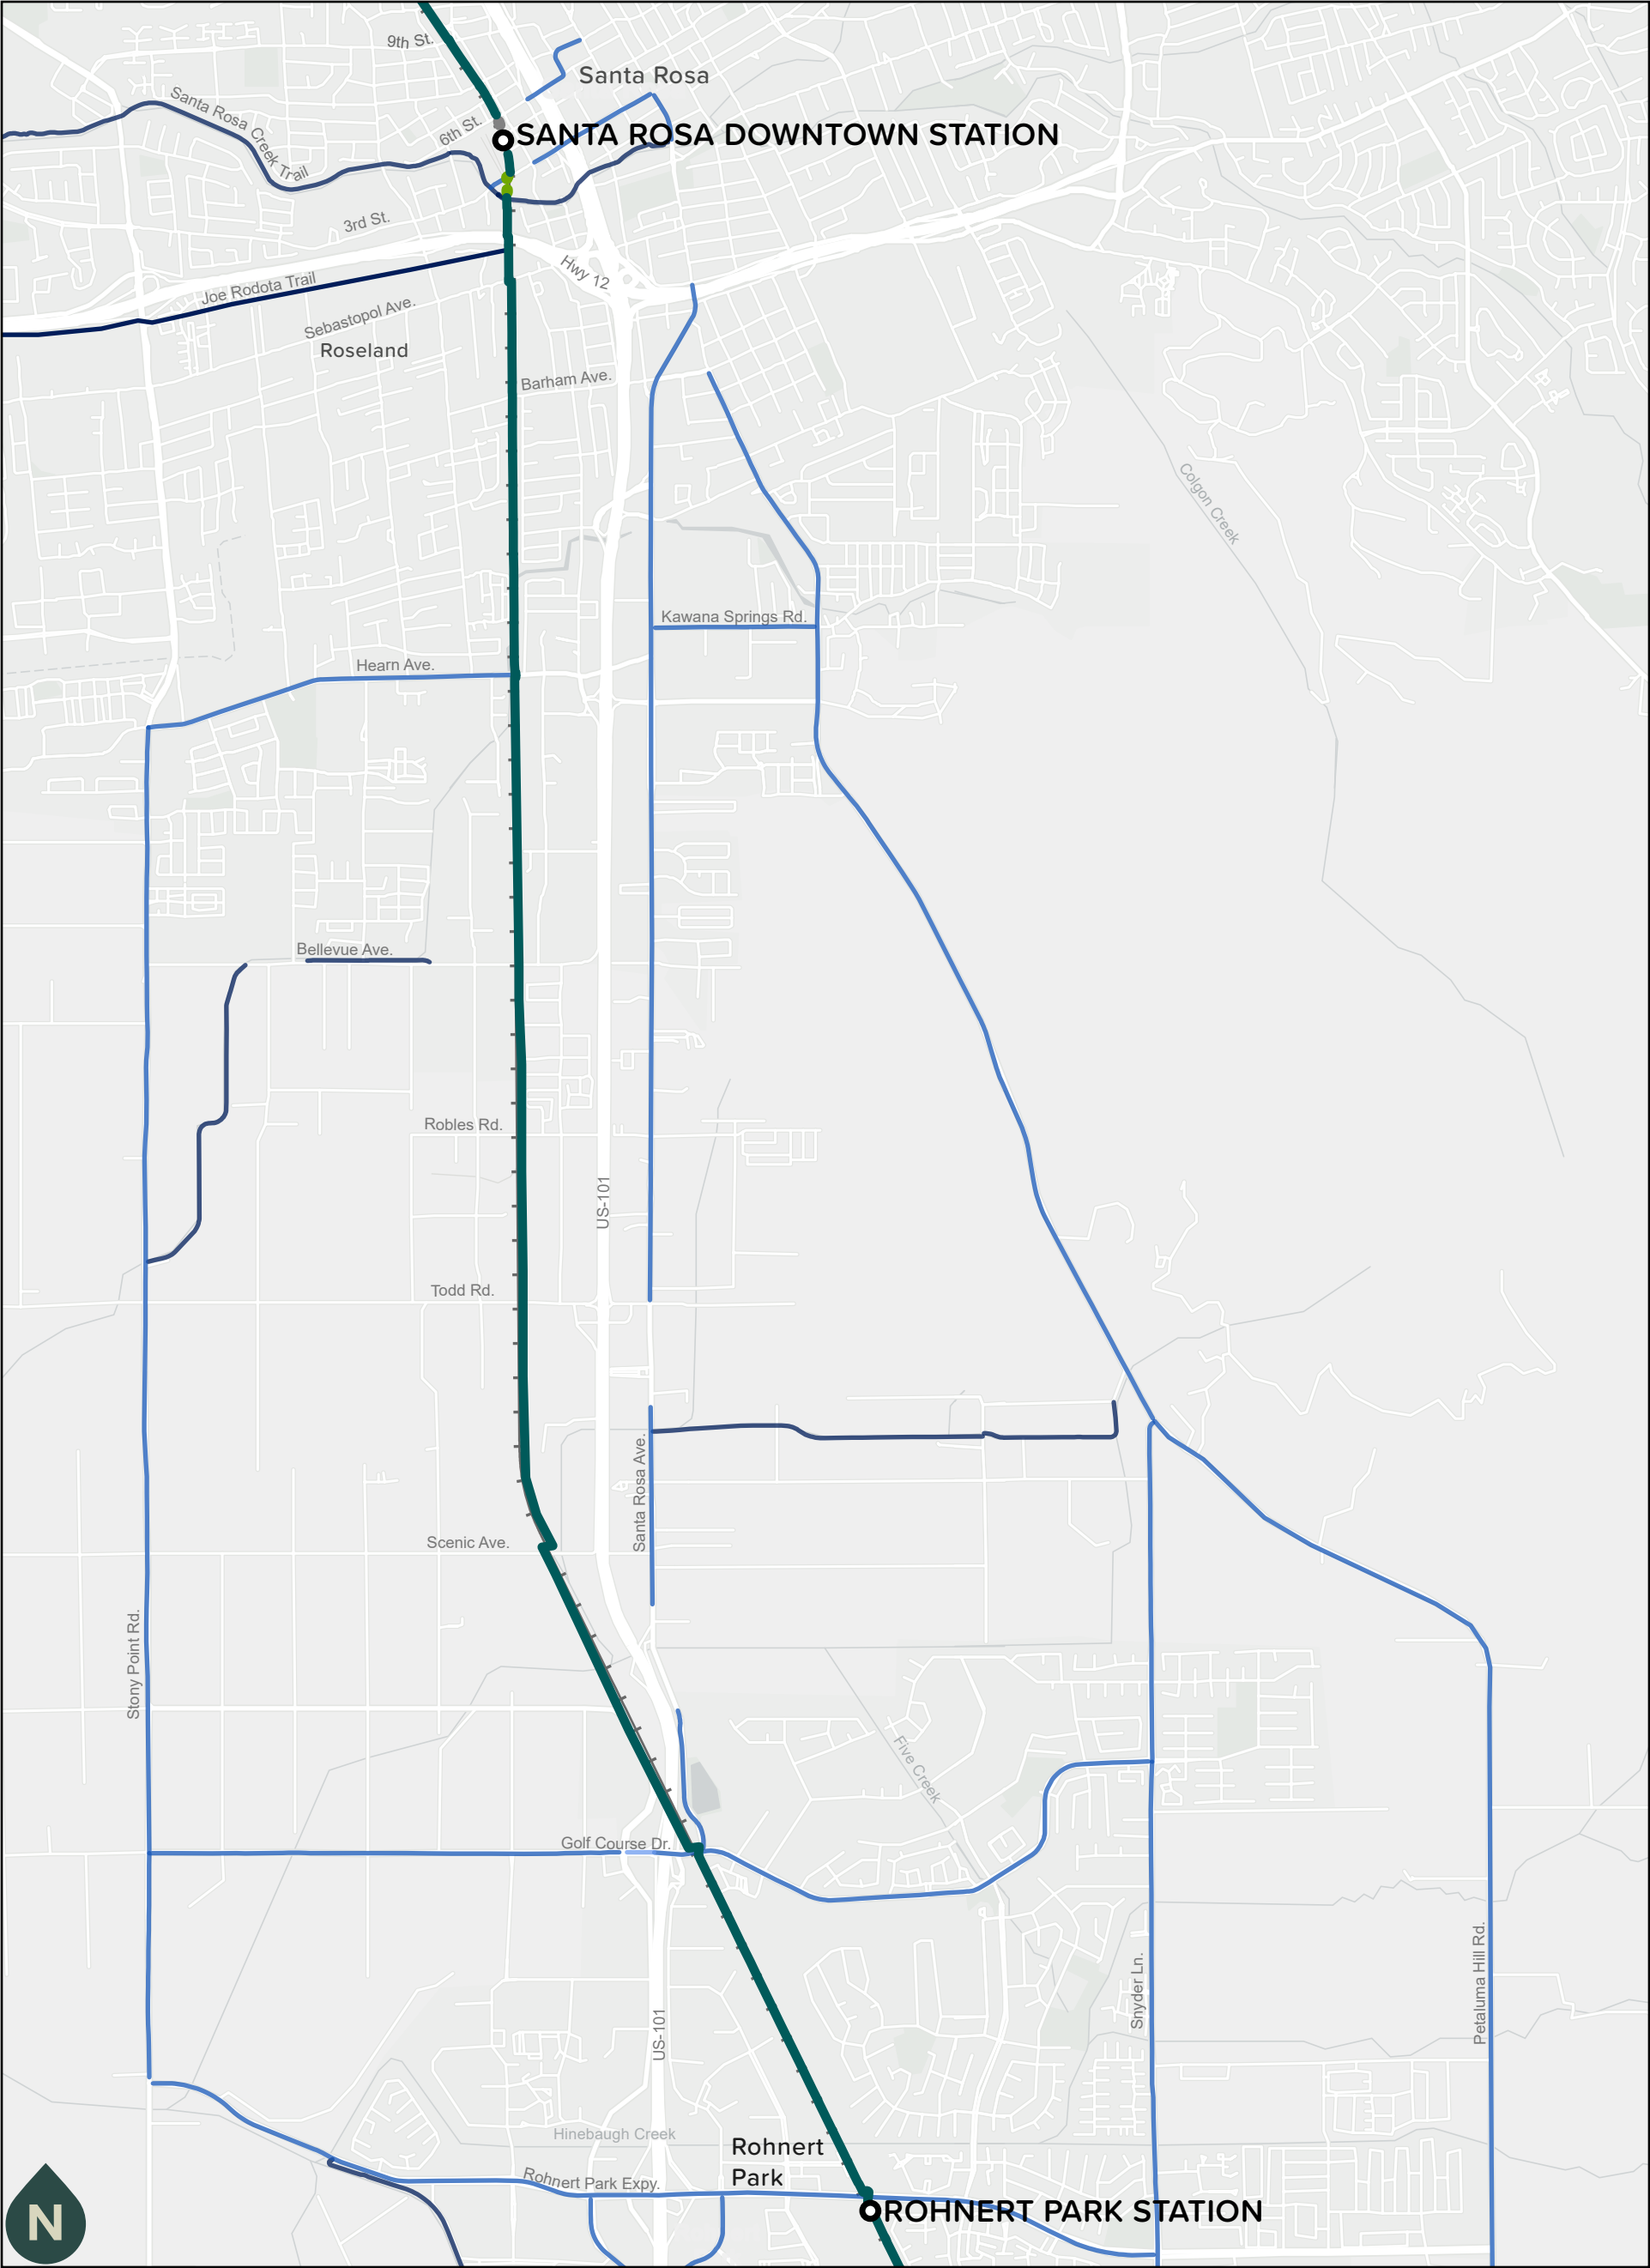 9th St.
Santa Rosa
Santa Rosa Creek Trail
6th St.
SANTA ROSA DOWNTOWN STATION
3rd St.
Hwy 12
Joe Rodota Trail
Sebastopol Ave.
Roseland
Barham Ave.
Colgon Creek
Kawana Springs Rd.
Hearn Ave.
Bellevue Ave.
Robles Rd.
US-101
Todd Rd.
Santa Rosa Ave.
Scenic Ave.
Stony Point Rd.
Five Creek
Golf Course Dr.
Snyder Ln.
Petaluma Hill Rd.
US-101
Hinebaugh Creek
Rohnert
Park
Rohnert Park Expy.
ROHNERT PARK STATION
N